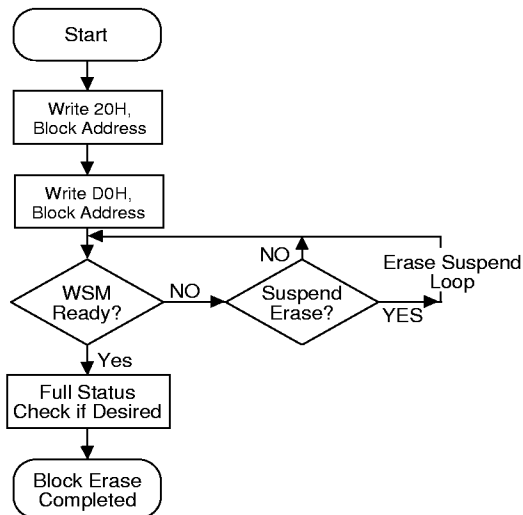 Start
Write 20H,
Block Address
Write D0H,
Block Address
NO
Erase Suspend
Loop
WSM
Ready?
NO
Suspend
Erase?
YES
Yes
Full Status
Check if Desired
Block Erase
Completed